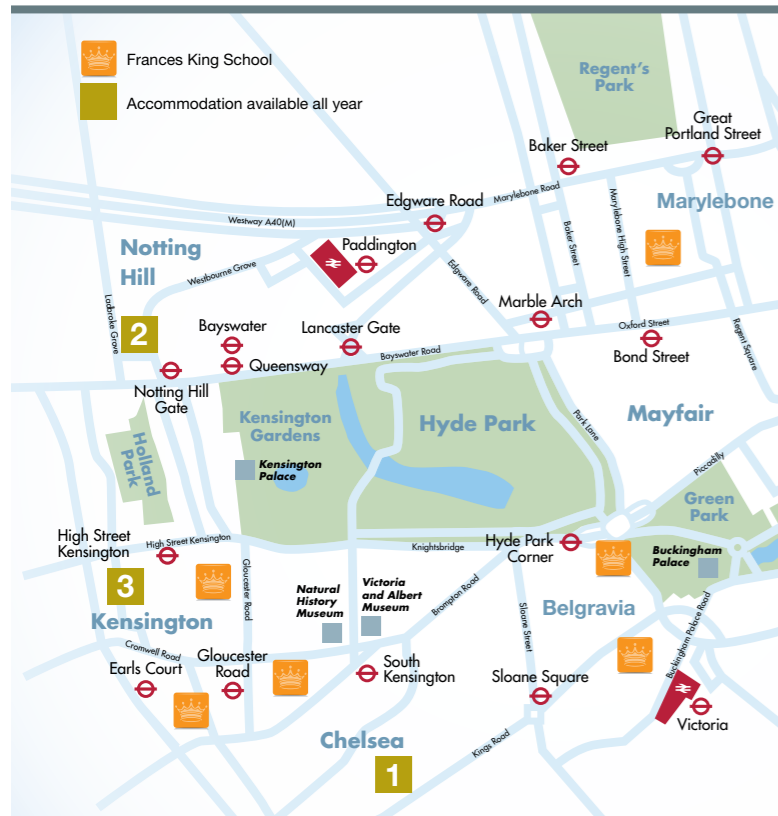 Frances King School
Accommodation available all year
Regent's
Park
Great
Portland Street
Baker Street
Marylebone Road
Marylebone
Edgware Road
Westway A40(M)
Marylebone High Street
Baker Street
Notting
Hill
Paddington
Westbourne Grove
Edgware Road
Ladbroke Grove
2
Marble Arch
Bayswater
Lancaster Gate
Oxford Street
Regent Square
Bayswater Road
Bond Street
Queensway
Notting Hill
Gate
Kensington
Gardens
Hyde Park
Mayfair
Park Lane
Holland
Park
Kensington
Palace
Piccadilly
Green
Park
High Street
Kensington
High Street Kensington
Knightsbridge
Hyde Park
Corner
Buckingham
Palace
3
Kensington
Gloucester Road
Natural
History
Museum
Victoria
and Albert
Museum
Brompton Road
Sloane Street
Belgravia
Buckingham Palace Road
Cromwell Road
Earls Court
Gloucester
Road
South
Kensington
Sloane Square
Victoria
Chelsea
1
Kings Road